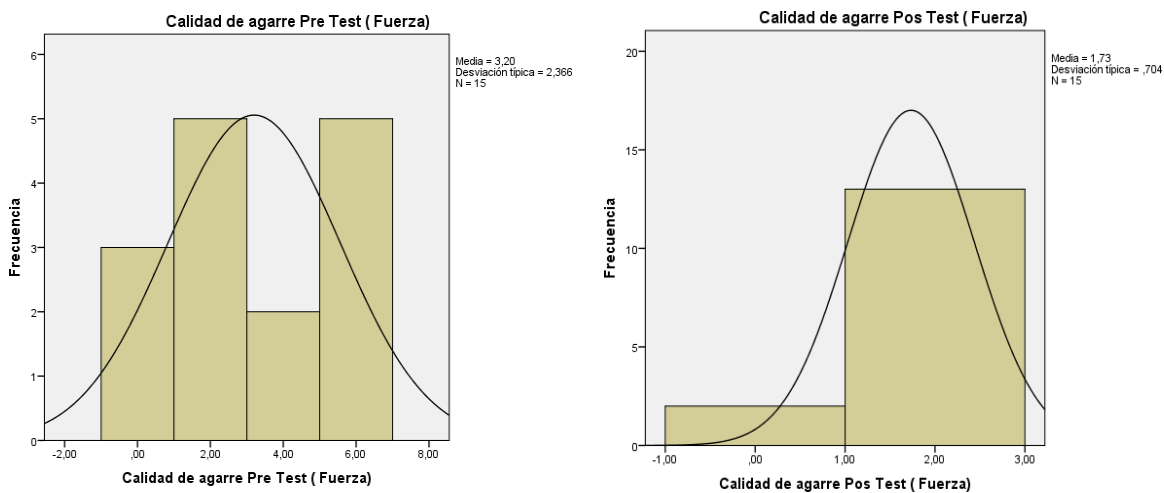 Calidad de agarre Pre Test ( Fuerza)
Media = 3,20
Desviación típica = 2,366
N = 15
6
5
4
3
2
1
0
Frecuencia
-2,00 ,00 2,00 4,00 6,00 8,00
Calidad de agarre Pre Test ( Fuerza)
Calidad de agarre Pos Test ( Fuerza)
Media = 1,73
Desviación típica = ,704
N = 15
20
15
10
5
0
Frecuencia
-1,00 ,00 1,00 2,00 3,00
Calidad de agarre Pos Test ( Fuerza)